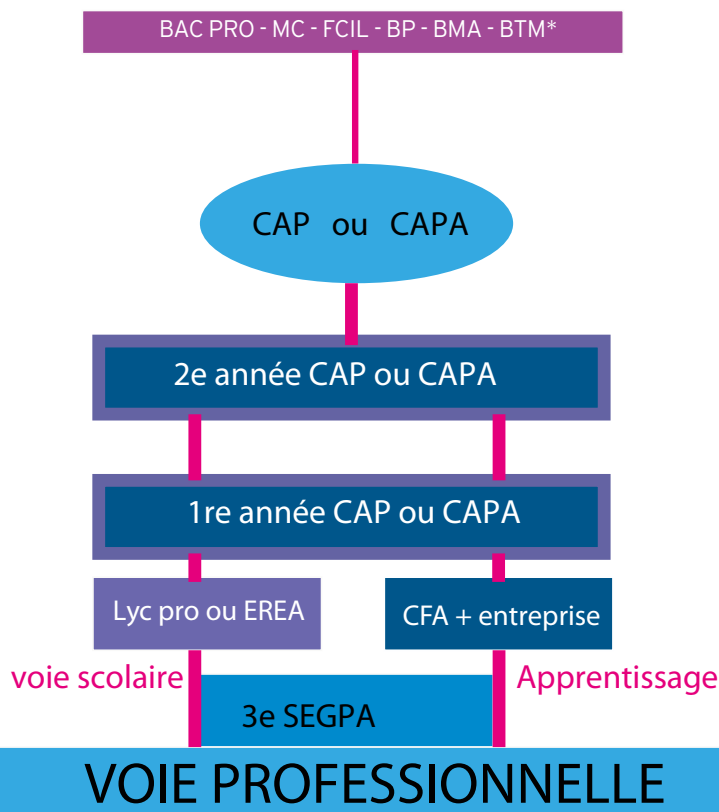 BAC PRO - MC - FCIL - BP - BMA - BTM*
CAP ou CAPA
2e année CAP ou CAPA
1re année CAP ou CAPA
Lyc pro ou EREA
CFA + entreprise
voie scolaire
Apprentissage
3e SEGPA
VOIE PROFESSIONNELLE